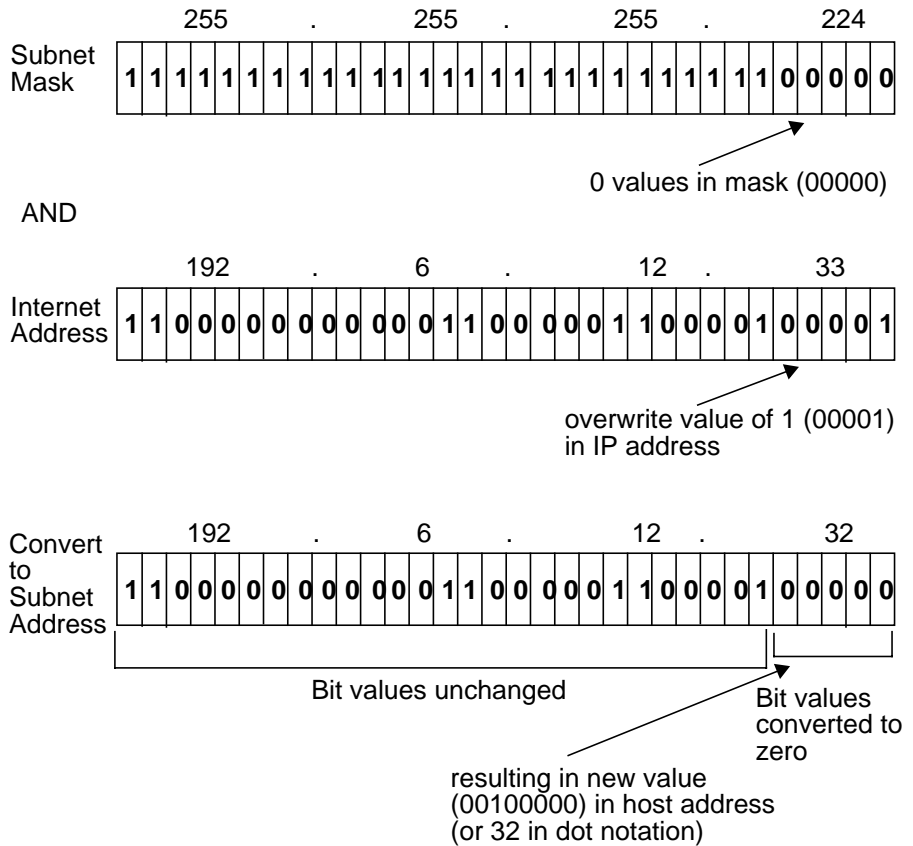 255 . 255 . 255 . 224
Subnet
Mask
1 1 1 1 1 1 1 1 1 1 1 1 1 1 1 1 1 1 1 1 1 1 1 1 1 1 1 0 0 0 0 0
0 values in mask (00000)
AND
192 . 6 . 12 . 33
Internet
Address
1 1 0 0 0 0 0 0 0 0 0 0 0 1 1 0 0 0 0 0 1 1 0 0 0 0 1 0 0 0 0 1
overwrite value of 1 (00001)
in IP address
192 . 6 . 12 . 32
Convert
to
Subnet
Address
1 1 0 0 0 0 0 0 0 0 0 0 0 1 1 0 0 0 0 0 1 1 0 0 0 0 1 0 0 0 0 0
Bit values unchanged
Bit values
converted to
zero
resulting in new value
(00100000) in host address
(or 32 in dot notation)